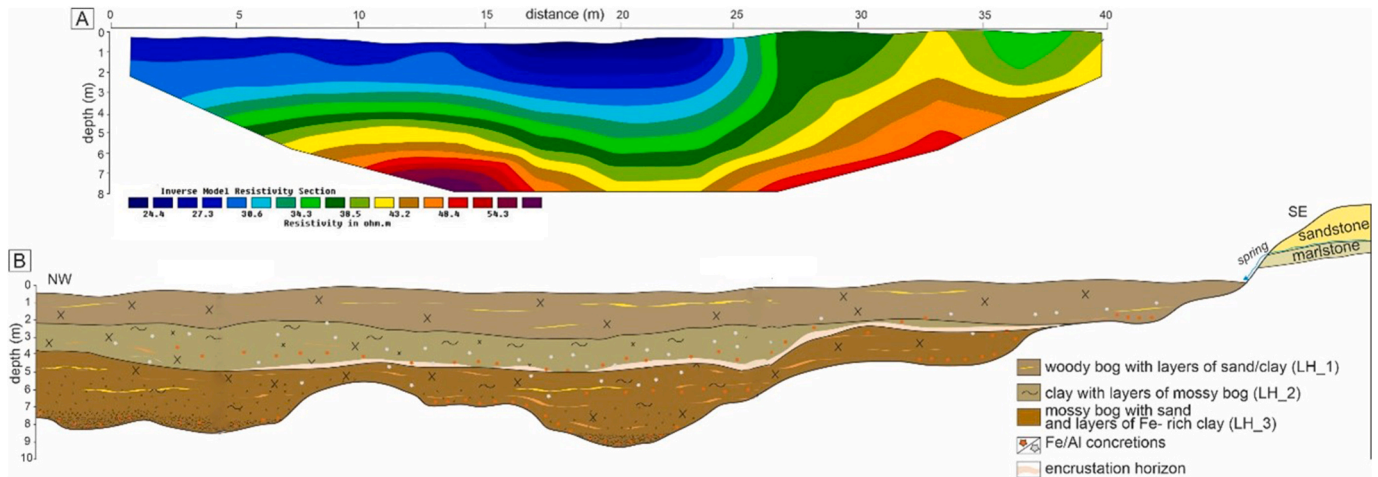 A
distance (m)
0 5 10 15 20 25 30 35 40
depth (m)
0
1
2
3
4
5
6
7
8
Inverse Model Resistivity Section
24.4 27.3 30.6 34.3 38.5 43.2 48.4 54.3
Resistivity in ohm.m
B
NW
SE
sandstone
marlstone
spring
depth (m)
0
1
2
3
4
5
6
7
8
9
10
woody bog with layers of sand/clay (LH_1)
clay with layers of mossy bog (LH_2)
mossy bog with sand
and layers of Fe- rich clay (LH_3)
Fe/Al concretions
encrustation horizon